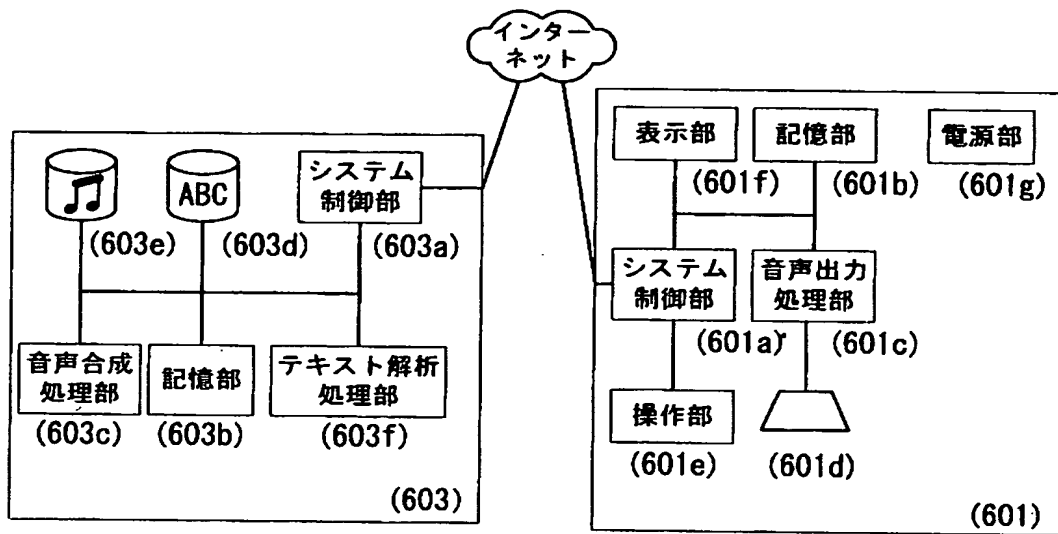 インター
ネット
ABC
システム
制御部
(603e)
(603d)
(603a)
音声合成
処理部
記憶部
テキスト解析
処理部
(603c)
(603b)
(603f)
(603)
表示部
記憶部
電源部
(601f)
(601b)
(601g)
システム
制御部
音声出力
処理部
(601a)
(601c)
操作部
(601e)
(601d)
(601)